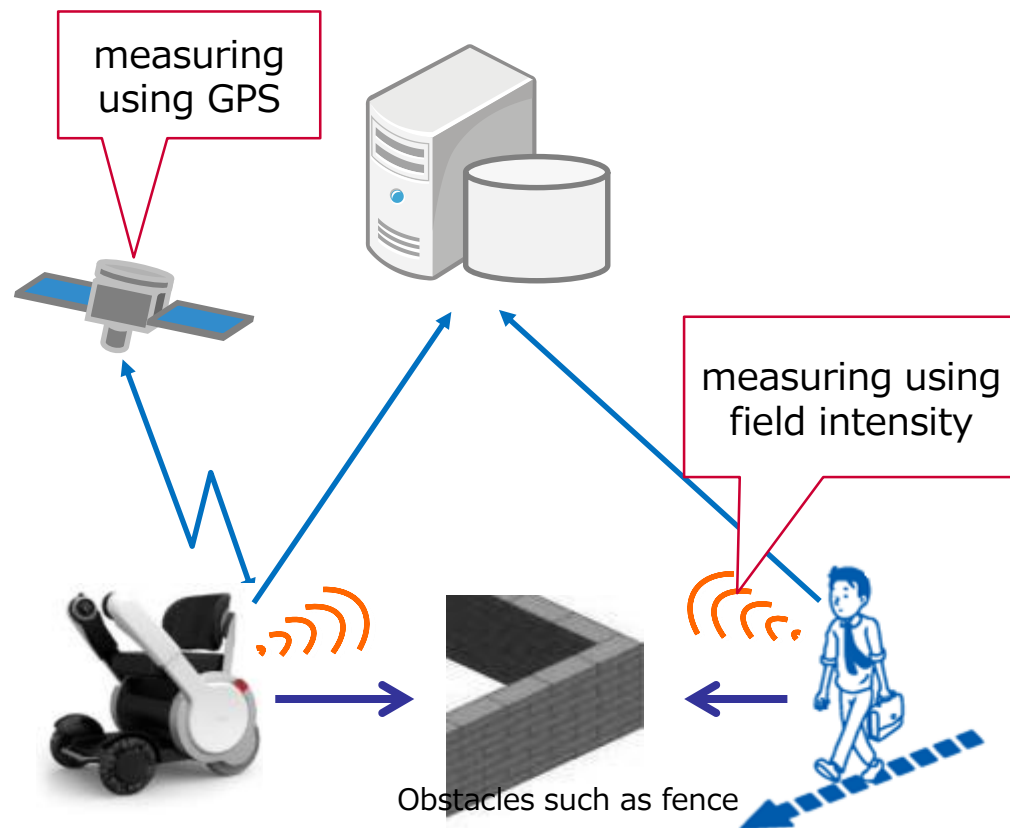 measuring
using GPS
measuring using
field intensity
Obstacles such as fence